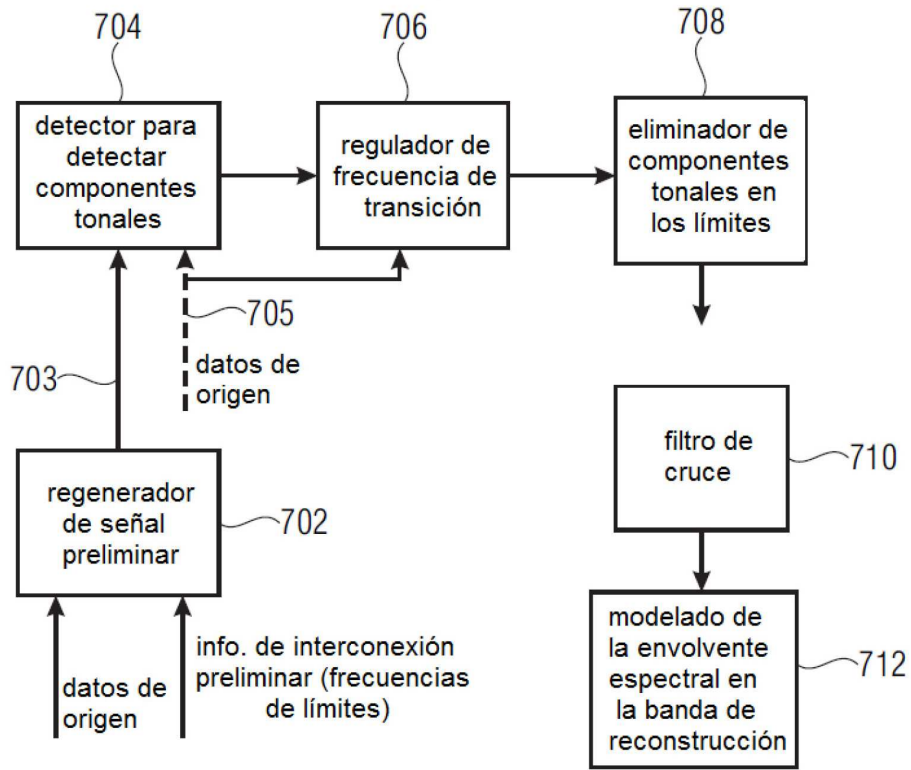 704
706
708
detector para
detectar
componentes
tonales
regulador de
frecuencia de
transición
eliminador de
componentes
tonales en
los límites
705
datos de
origen
703
filtro de
cruce
710
regenerador
de señal
preliminar
702
info. de interconexión
preliminar (frecuencias
de límites)
datos de
origen
modelado de
la envolvente
espectral en
la banda de
reconstrucción
712